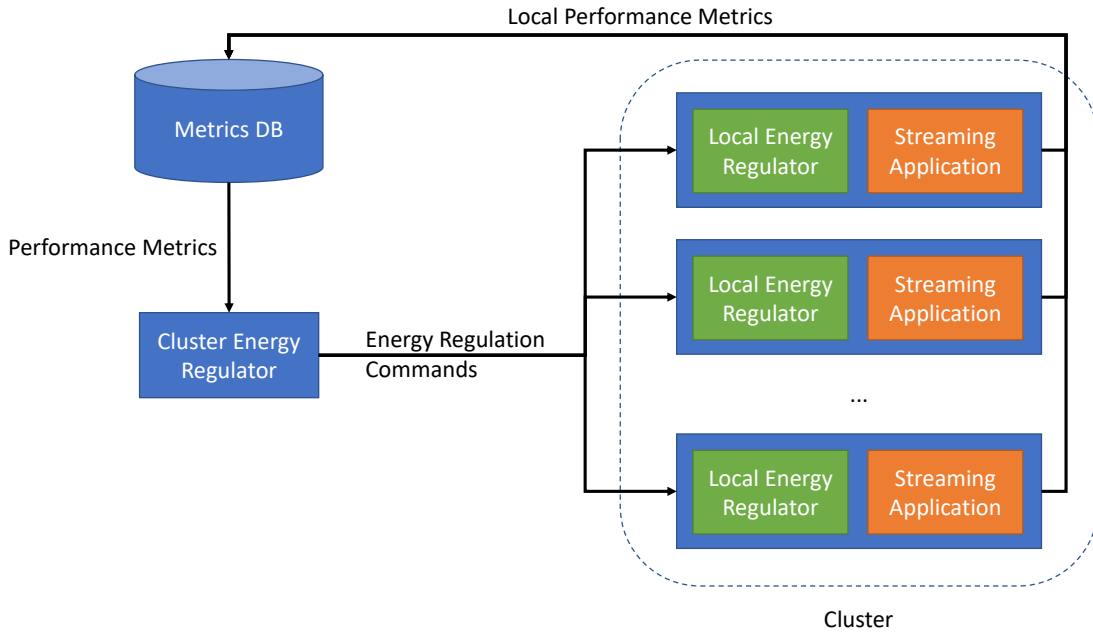 Local Performance Metrics
Metrics DB
Performance Metrics
Cluster Energy
Regulator
Energy Regulation
Commands
Local Energy
Regulator
Streaming
Application
Local Energy
Regulator
Streaming
Application
...
Local Energy
Regulator
Streaming
Application
Cluster